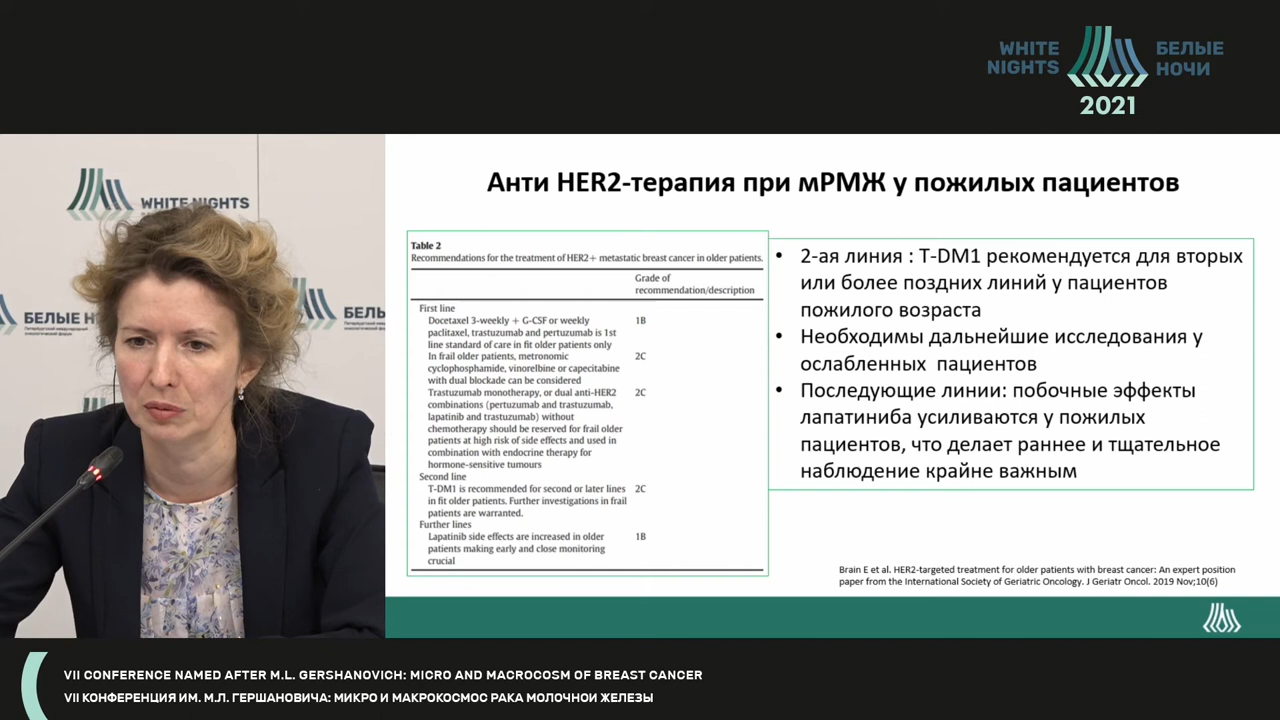 WHITE
NIGHTS
БЕЛЫЕ
НОЧИ
2021
WHITE NIGHTS
БЕЛЫЕ Н
Петербургский международный
онкологический форум
БЕЛЫ
Анти HER2-терапия при мРМЖ у пожилых пациентов
Table 2
Recommendations for the treatment of HER2+ metastatic breast cancer in older patients.
Grade of
recommendation/description
First line
Docetaxel 3-weekly + G-CSF or weekly 1B
paclitaxel, trastuzumab and pertuzumab is 1st
line standard of care in fit older patients only
In frail older patients, metronomic 2C
cyclophosphamide, vinorelbine or capecitabine
with dual blockade can be considered
Trastuzumab monotherapy, or dual anti-HER2 2C
combinations (pertuzumab and trastuzumab,
lapatinib and trastuzumab) without
chemotherapy should be reserved for frail older
patients at high risk of side effects and used in
combination with endocrine therapy for
hormone-sensitive tumours
Second line
T-DM1 is recommended for second or later lines 2C
in fit older patients. Further investigations in frail
patients are warranted.
Further lines
Lapatinib side effects are increased in older 1B
patients making early and close monitoring
crucial
• 2-ая линия : T-DM1 рекомендуется для вторых
или более поздних линий у пациентов
пожилого возраста
• Необходимы дальнейшие исследования у
ослабленных пациентов
• Последующие линии: побочные эффекты
лапатиниба усиливаются у пожилых
пациентов, что делает раннее и тщательное
наблюдение крайне важным
Brain E et al. HER2-targeted treatment for older patients with breast cancer: An expert position
paper from the International Society of Geriatric Oncology. J Geriatr Oncol. 2019 Nov;10(6)
VII CONFERENCE NAMED AFTER M.L. GERSHANOVICH: MICRO AND MACROCOSM OF BREAST CANCER
VII КОНФЕРЕНЦИЯ ИМ. М.Л. ГЕРШАНОВИЧА: МИКРО И МАКРОКОСМОС РАКА МОЛОЧНОЙ ЖЕЛЕЗЫ